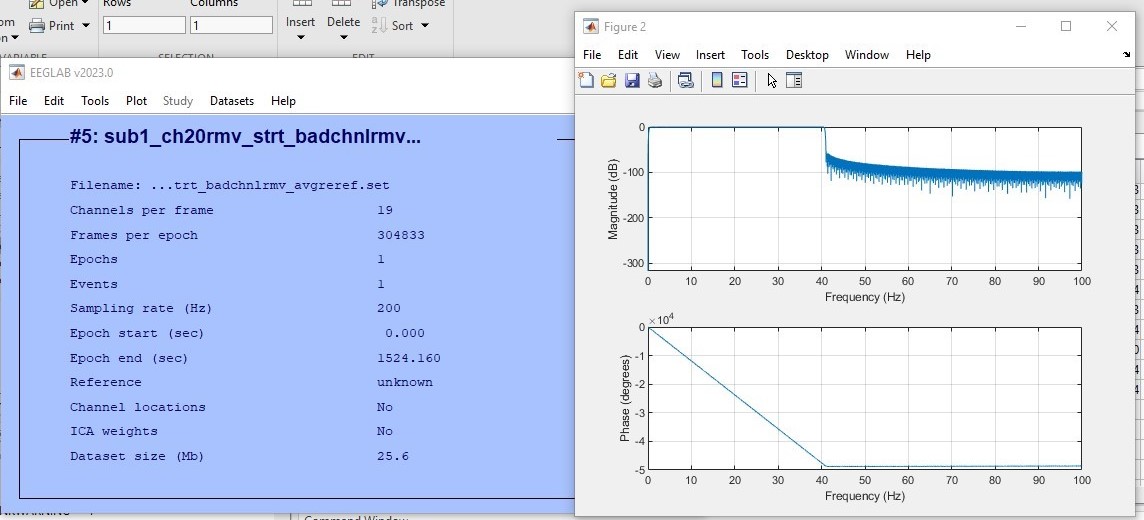 Open Rows Columns Transpose
Print 1 1 Insert Delete Sort
SELECTION EDIT
EEGLAB v2023.0
File Edit Tools Plot Study Datasets Help
#5: sub1_ch20rmv_strt_badchnlrmv...
Filename: ...trt_badchnlrmv_avgreref.set
Channels per frame 19
Frames per epoch 304833
Epochs 1
Events 1
Sampling rate (Hz) 200
Epoch start (sec) 0.000
Epoch end (sec) 1524.160
Reference unknown
Channel locations No
ICA weights No
Dataset size (Mb) 25.6
Command Window
Figure 2
File Edit View Insert Tools Desktop Window Help
0
-100
-200
-300
Magnitude (dB)
0 10 20 30 40 50 60 70 80 90 100
Frequency (Hz)
×10^4
0
-1
-2
-3
-4
-5
Phase (degrees)
0 10 20 30 40 50 60 70 80 90 100
Frequency (Hz)